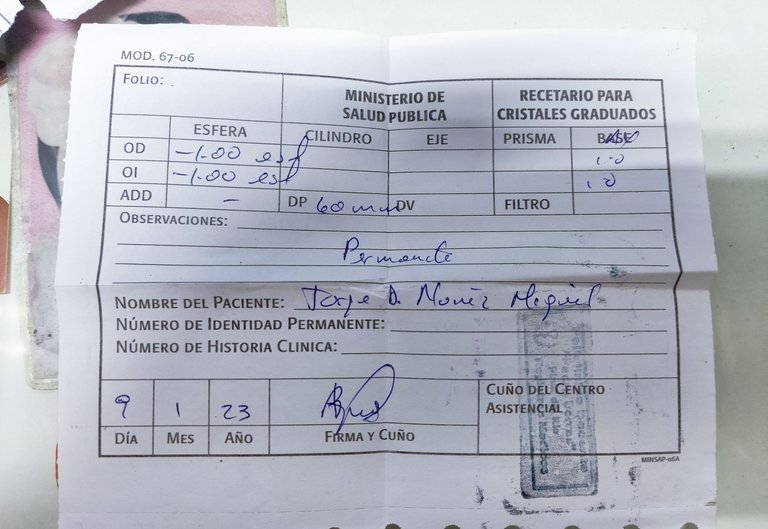 MOD. 67-06
FOLIO:
MINISTERIO DE
SALUD PUBLICA
RECETARIO PARA
CRISTALES GRADUADOS
ESFERA CILINDRO EJE PRISMA BASE
OD -1.00 esf 1.0
OI -1.00 esf 1.0
ADD - DP 60 mm DV FILTRO
OBSERVACIONES:
Permanente
NOMBRE DEL PACIENTE: Jorge D.
NÚMERO DE IDENTIDAD PERMANENTE:
NÚMERO DE HISTORIA CLINICA:
9 1 23
CUÑO DEL CENTRO
ASISTENCIAL
DÍA MES AÑO FIRMA Y CUÑO
MINSAP-06A